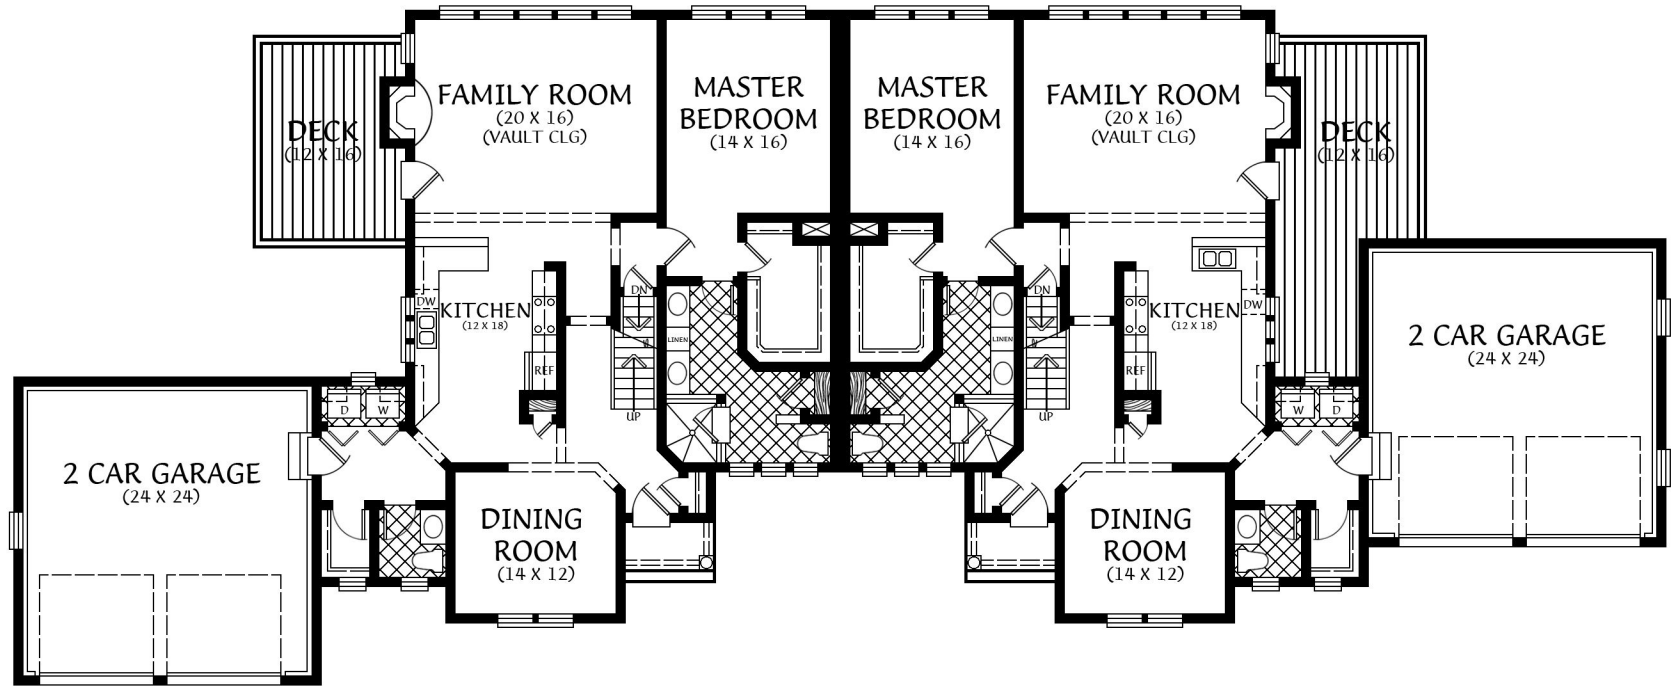 FAMILY ROOM
(20 X 16)
(VAULT CLG)
MASTER
BEDROOM
(14 X 16)
MASTER
BEDROOM
(14 X 16)
FAMILY ROOM
(20 X 16)
(VAULT CLG)
DECK
(12 X 16)
DECK
(12 X 16)
DW
KITCHEN
(12 X 18)
REF
DN
UP
LINEN
LINEN
DN
UP
KITCHEN
(12 X 18)
DW
REF
D
W
W
D
2 CAR GARAGE
(24 X 24)
2 CAR GARAGE
(24 X 24)
DINING
ROOM
(14 X 12)
DINING
ROOM
(14 X 12)